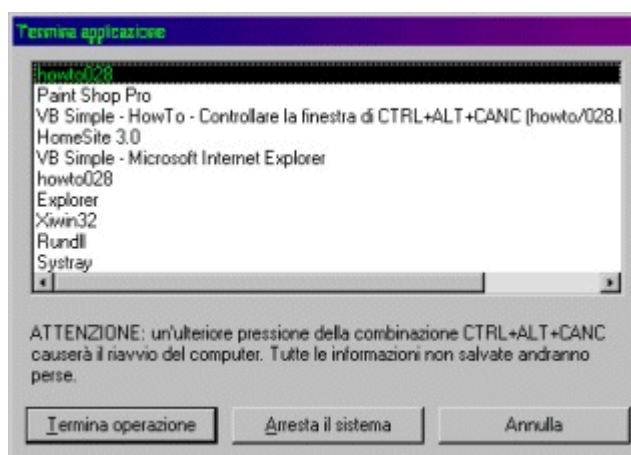 Termina applicazione
howto028
Paint Shop Pro
VB Simple - HowTo - Controllare la finestra di CTRL+ALT+CANC (howto/028.
HomeSite 3.0
VB Simple - Microsoft Internet Explorer
howto028
Explorer
Xiwin32
Rundll
Systray
ATTENZIONE: un'ulteriore pressione della combinazione CTRL+ALT+CANC
causerà il riavvio del computer. Tutte le informazioni non salvate andranno
perse.
Termina operazione
Arresta il sistema
Annulla